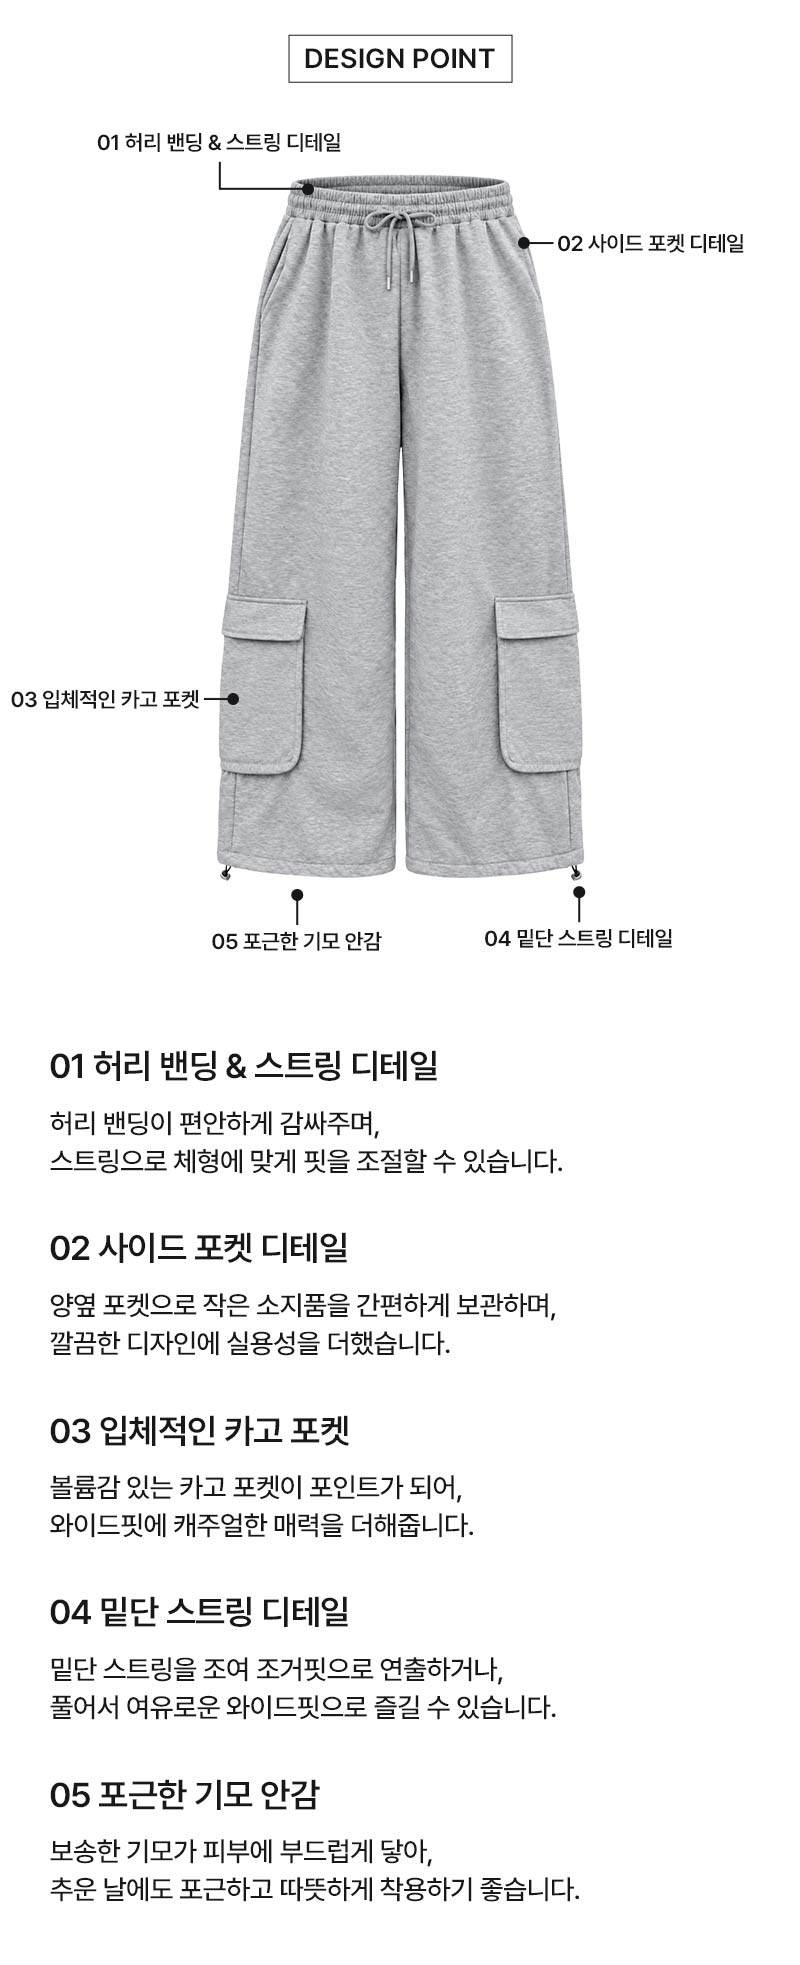 DESIGN POINT
01 허리 밴딩 & 스트링 디테일
02 사이드 포켓 디테일
03 입체적인 카고 포켓
05 포근한 기모 안감
04 밑단 스트링 디테일
01 허리 밴딩 & 스트링 디테일
허리 밴딩이 편안하게 감싸주며,
스트링으로 체형에 맞게 핏을 조절할 수 있습니다.
02 사이드 포켓 디테일
양옆 포켓으로 작은 소지품을 간편하게 보관하며,
깔끔한 디자인에 실용성을 더했습니다.
03 입체적인 카고 포켓
볼륨감 있는 카고 포켓이 포인트가 되어,
와이드핏에 캐주얼한 매력을 더해줍니다.
04 밑단 스트링 디테일
밑단 스트링을 조여 조거핏으로 연출하거나,
풀어서 여유로운 와이드핏으로 즐길 수 있습니다.
05 포근한 기모 안감
보송한 기모가 피부에 부드럽게 닿아,
추운 날에도 포근하고 따뜻하게 착용하기 좋습니다.